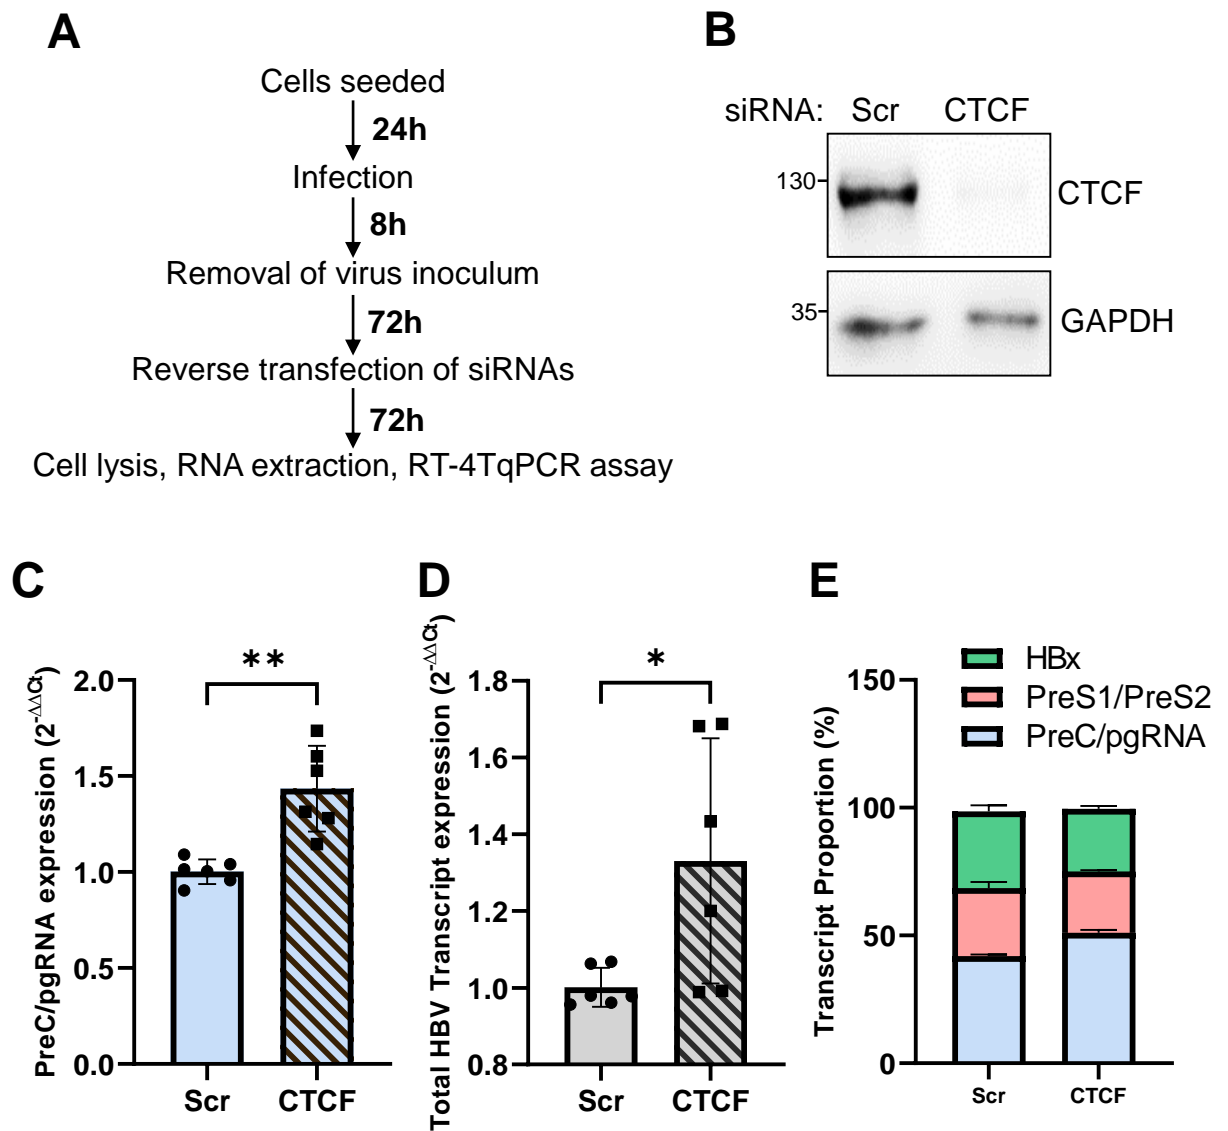 A
Cells seeded
24h
Infection
8h
Removal of virus inoculum
72h
Reverse transfection of siRNAs
72h
Cell lysis, RNA extraction, RT-4TqPCR assay
B
siRNA: Scr CTCF
130
CTCF
35
GAPDH
C
PreC/pgRNA expression (2^-ΔΔCt)
**
2.0
1.5
1.0
0.5
0.0
Scr CTCF
D
Total HBV Transcript expression (2^-ΔΔCt)
*
1.8
1.6
1.4
1.2
1.0
0.8
Scr CTCF
E
HBx
PreS1/PreS2
PreC/pgRNA
Transcript Proportion (%)
150
100
50
0
Scr CTCF